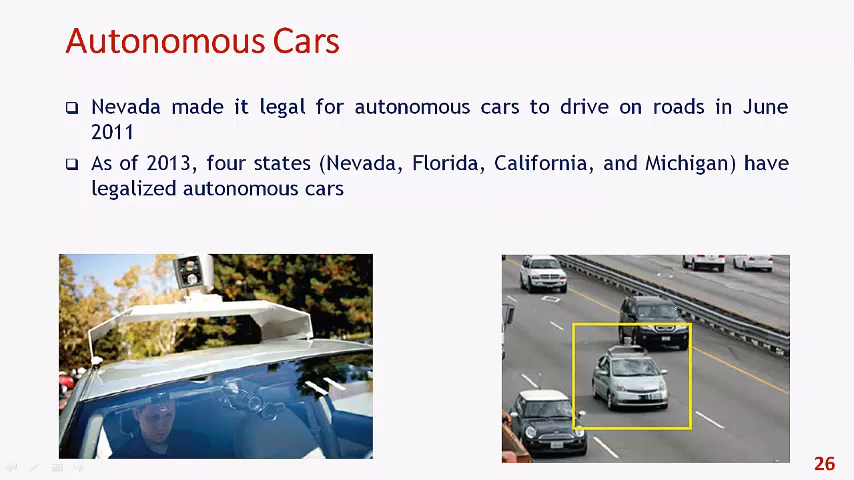 Autonomous Cars
Nevada made it legal for autonomous cars to drive on roads in June
2011
As of 2013, four states (Nevada, Florida, California, and Michigan) have
legalized autonomous cars
26